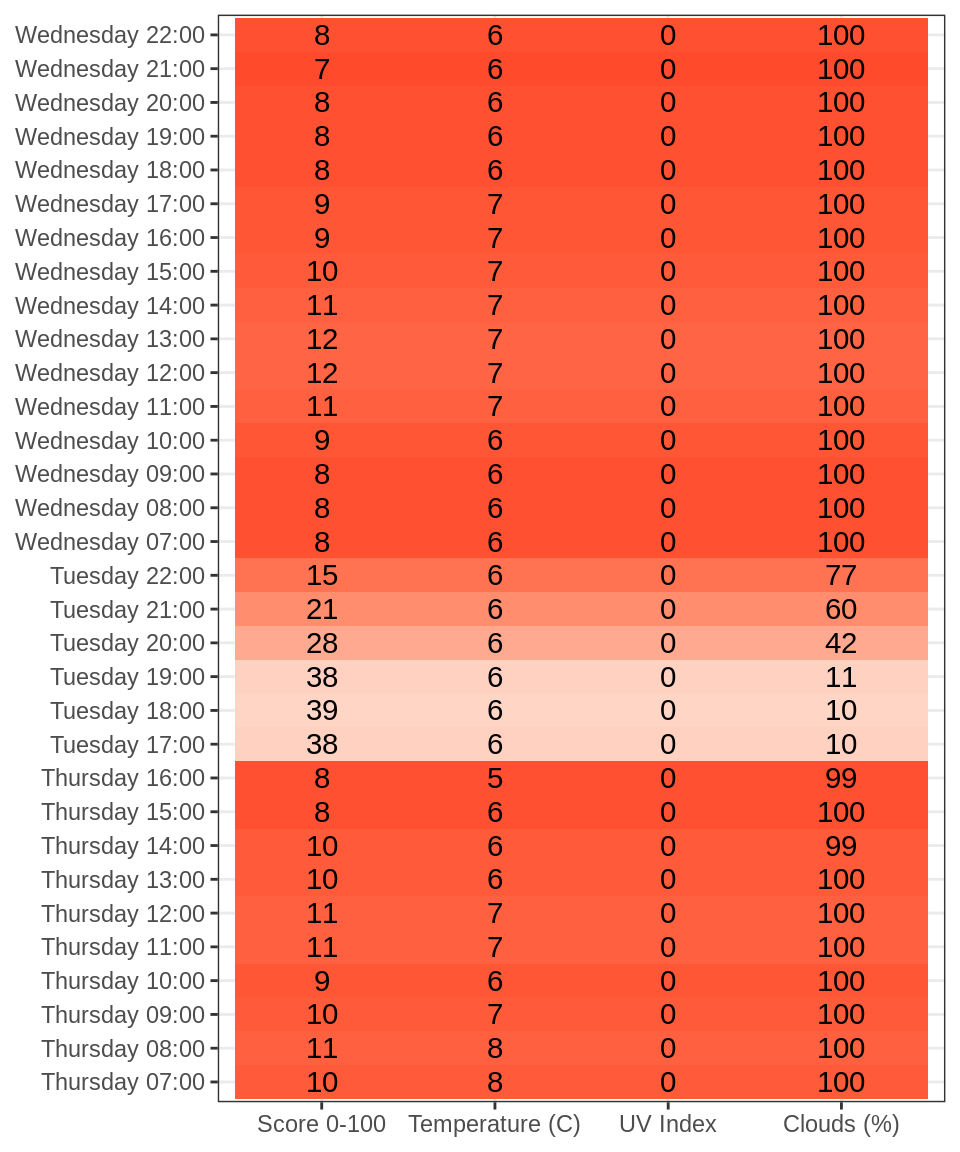 Wednesday 22:00 8 6 0 100
Wednesday 21:00 7 6 0 100
Wednesday 20:00 8 6 0 100
Wednesday 19:00 8 6 0 100
Wednesday 18:00 8 6 0 100
Wednesday 17:00 9 7 0 100
Wednesday 16:00 9 7 0 100
Wednesday 15:00 10 7 0 100
Wednesday 14:00 11 7 0 100
Wednesday 13:00 12 7 0 100
Wednesday 12:00 12 7 0 100
Wednesday 11:00 11 7 0 100
Wednesday 10:00 9 6 0 100
Wednesday 09:00 8 6 0 100
Wednesday 08:00 8 6 0 100
Wednesday 07:00 8 6 0 100
Tuesday 22:00 15 6 0 77
Tuesday 21:00 21 6 0 60
Tuesday 20:00 28 6 0 42
Tuesday 19:00 38 6 0 11
Tuesday 18:00 39 6 0 10
Tuesday 17:00 38 6 0 10
Thursday 16:00 8 5 0 99
Thursday 15:00 8 6 0 100
Thursday 14:00 10 6 0 99
Thursday 13:00 10 6 0 100
Thursday 12:00 11 7 0 100
Thursday 11:00 11 7 0 100
Thursday 10:00 9 6 0 100
Thursday 09:00 10 7 0 100
Thursday 08:00 11 8 0 100
Thursday 07:00 10 8 0 100
Score 0-100 Temperature (C) UV Index Clouds (%)